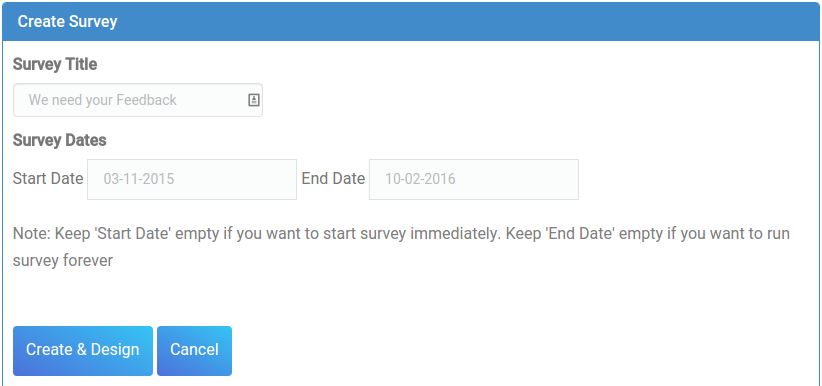 Create Survey
Survey Title
We need your Feedback
Survey Dates
Start Date 03-11-2015 End Date 10-02-2016
Note: Keep 'Start Date' empty if you want to start survey immediately. Keep 'End Date' empty if you want to run
survey forever
Create & Design Cancel